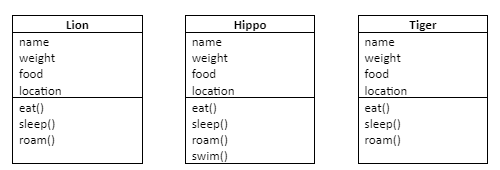 Lion
name
weight
food
location
eat()
sleep()
roam()
Hippo
name
weight
food
location
eat()
sleep()
roam()
swim()
Tiger
name
weight
food
location
eat()
sleep()
roam()